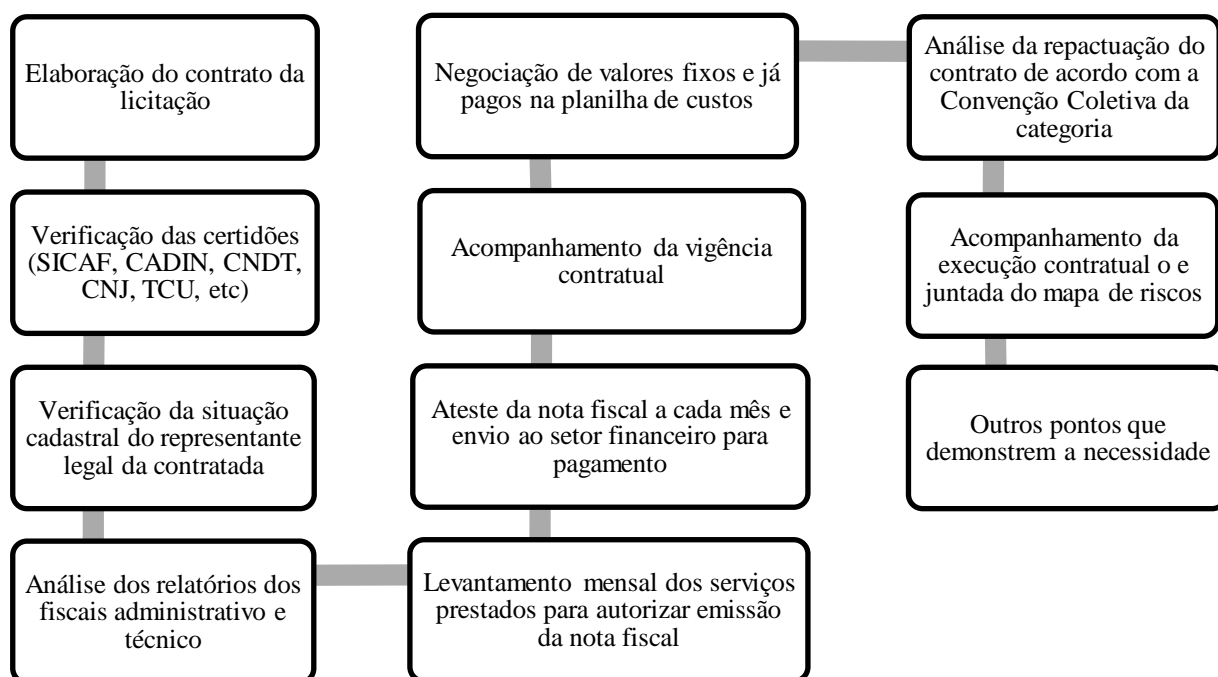 Elaboração do contrato da
licitação
Verificação das certidões
(SICAF, CADIN, CNDT,
CNJ, TCU, etc)
Verificação da situação
cadastral do representante
legal da contratada
Análise dos relatórios dos
fiscais administrativo e
técnico
Levantamento mensal dos serviços
prestados para autorizar emissão
da nota fiscal
Ateste da nota fiscal a cada mês e
envio ao setor financeiro para
pagamento
Acompanhamento da vigência
contratual
Negociação de valores fixos e já
pagos na planilha de custos
Análise da repactuação do
contrato de acordo com a
Convenção Coletiva da
categoria
Acompanhamento da
execução contratual o e
juntada do mapa de riscos
Outros pontos que
demonstrem a necessidade